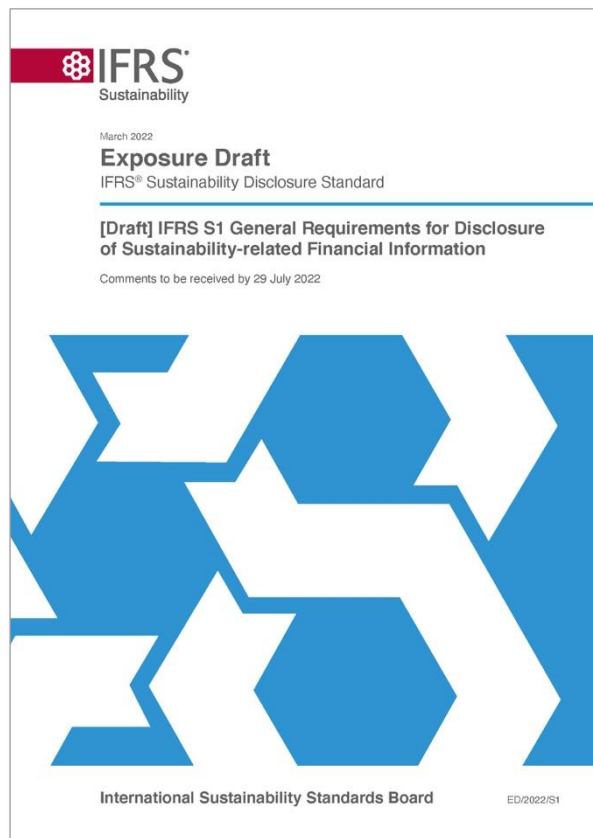 IFRS®
Sustainability
March 2022
Exposure Draft
IFRS® Sustainability Disclosure Standard
[Draft] IFRS S1 General Requirements for Disclosure
of Sustainability-related Financial Information
Comments to be received by 29 July 2022
International Sustainability Standards Board
ED/2022/S1